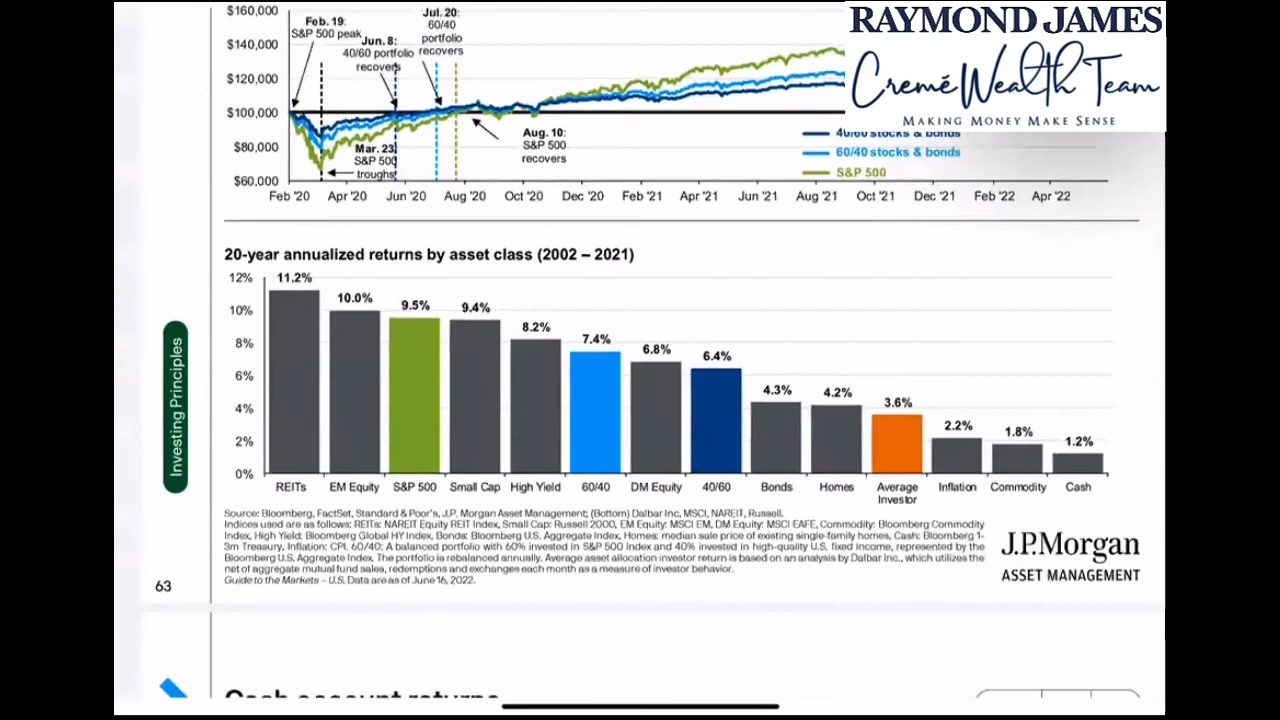 RAYMOND JAMES
Cremé Wealth Team
MAKING MONEY MAKE SENSE
$160,000
$140,000
$120,000
$100,000
$80,000
$60,000
Feb. 19:
S&P 500 peak
Jun. 8:
40/60 portfolio
recovers
Jul. 20:
60/40
portfolio
recovers
Mar. 23:
S&P 500
troughs
Aug. 10:
S&P 500
recovers
40/60 stocks & bonds
60/40 stocks & bonds
S&P 500
Feb '20 Apr '20 Jun '20 Aug '20 Oct '20 Dec '20 Feb '21 Apr '21 Jun '21 Aug '21 Oct '21 Dec '21 Feb '22 Apr '22
20-year annualized returns by asset class (2002 – 2021)
12%
10%
8%
6%
4%
2%
0%
11.2% 10.0% 9.5% 9.4% 8.2% 7.4% 6.8% 6.4% 4.3% 4.2% 3.6% 2.2% 1.8% 1.2%
REITs EM Equity S&P 500 Small Cap High Yield 60/40 DM Equity 40/60 Bonds Homes Average Investor Inflation Commodity Cash
Investing Principles
Source: Bloomberg, FactSet, Standard & Poor's, J.P. Morgan Asset Management; (Bottom) Dalbar Inc, MSCI, NAREIT, Russell.
Indices used are as follows: REITs: NAREIT Equity REIT Index, Small Cap: Russell 2000, EM Equity: MSCI EM, DM Equity: MSCI EAFE, Commodity: Bloomberg Commodity
Index, High Yield: Bloomberg Global HY Index, Bonds: Bloomberg U.S. Aggregate Index, Homes: median sale price of existing single-family homes, Cash: Bloomberg 1-
3m Treasury, Inflation: CPI. 60/40: A balanced portfolio with 60% invested in S&P 500 Index and 40% invested in high-quality U.S. fixed income, represented by the
Bloomberg U.S. Aggregate Index. The portfolio is rebalanced annually. Average asset allocation investor return is based on an analysis by Dalbar Inc., which utilizes the
net of aggregate mutual fund sales, redemptions and exchanges each month as a measure of investor behavior.
Guide to the Markets – U.S. Data are as of June 16, 2022.
J.P.Morgan
ASSET MANAGEMENT
63
Cash account returns